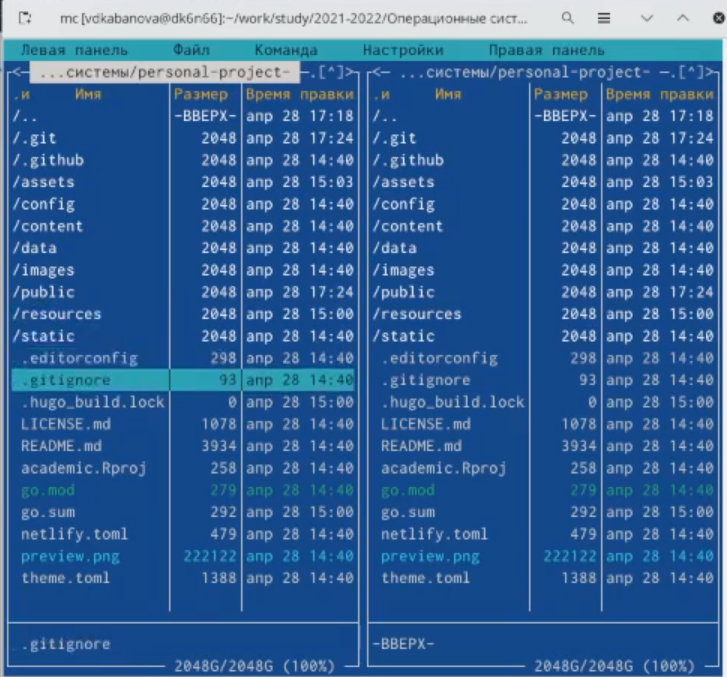 mc [vdkabanova@dk6n66]:~/work/study/2021-2022/Операционные сист...
Левая панель Файл Команда Настройки Правая панель
<— ...системы/personal-project- —.[^]> <— ...системы/personal-project- —.[^]>
.и Имя Размер Время правки .и Имя Размер Время правки
/.. -ВВЕРХ- апр 28 17:18 /.. -ВВЕРХ- апр 28 17:18
/.git 2048 апр 28 17:24 /.git 2048 апр 28 17:24
/.github 2048 апр 28 14:40 /.github 2048 апр 28 14:40
/assets 2048 апр 28 15:03 /assets 2048 апр 28 15:03
/config 2048 апр 28 14:40 /config 2048 апр 28 14:40
/content 2048 апр 28 14:40 /content 2048 апр 28 14:40
/data 2048 апр 28 14:40 /data 2048 апр 28 14:40
/images 2048 апр 28 14:40 /images 2048 апр 28 14:40
/public 2048 апр 28 17:24 /public 2048 апр 28 17:24
/resources 2048 апр 28 15:00 /resources 2048 апр 28 15:00
/static 2048 апр 28 14:40 /static 2048 апр 28 14:40
.editorconfig 298 апр 28 14:40 .editorconfig 298 апр 28 14:40
.gitignore 93 апр 28 14:40 .gitignore 93 апр 28 14:40
.hugo_build.lock 0 апр 28 15:00 .hugo_build.lock 0 апр 28 15:00
LICENSE.md 1078 апр 28 14:40 LICENSE.md 1078 апр 28 14:40
README.md 3934 апр 28 14:40 README.md 3934 апр 28 14:40
academic.Rproj 258 апр 28 14:40 academic.Rproj 258 апр 28 14:40
go.mod 279 апр 28 14:40 go.mod 279 апр 28 14:40
go.sum 292 апр 28 15:00 go.sum 292 апр 28 15:00
netlify.toml 479 апр 28 14:40 netlify.toml 479 апр 28 14:40
preview.png 222122 апр 28 14:40 preview.png 222122 апр 28 14:40
theme.toml 1388 апр 28 14:40 theme.toml 1388 апр 28 14:40
.gitignore -ВВЕРХ-
2048G/2048G (100%) 2048G/2048G (100%)